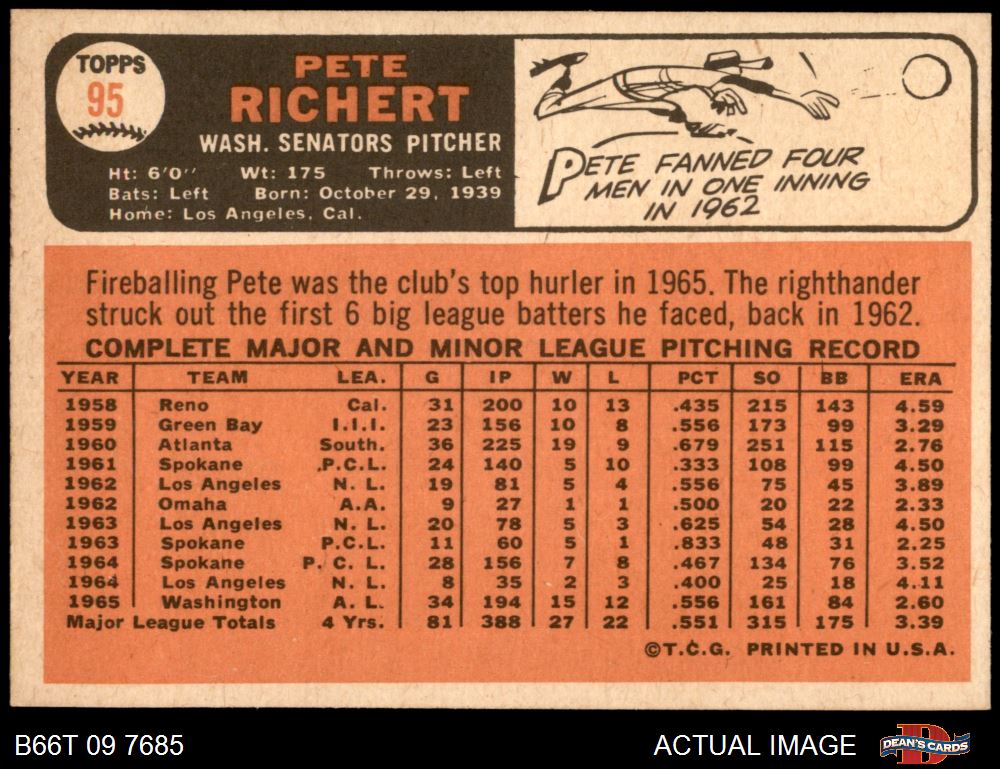 TOPPS
95
PETE
RICHERT
WASH. SENATORS PITCHER
Ht: 6'0" Wt: 175 Throws: Left
Bats: Left Born: October 29, 1939
Home: Los Angeles, Cal.
PETE FANNED FOUR
MEN IN ONE INNING
IN 1962
Fireballing Pete was the club's top hurler in 1965. The righthander
struck out the first 6 big league batters he faced, back in 1962.
COMPLETE MAJOR AND MINOR LEAGUE PITCHING RECORD
YEAR TEAM LEA. G IP W L PCT SO BB ERA
1958 Reno Cal. 31 200 10 13 .435 215 143 4.59
1959 Green Bay I.I.I. 23 156 10 8 .556 173 99 3.29
1960 Atlanta South. 36 225 19 9 .679 251 115 2.76
1961 Spokane P.C.L. 24 140 5 10 .333 108 99 4.50
1962 Los Angeles N. L. 19 81 5 4 .556 75 45 3.89
1962 Omaha A.A. 9 27 1 1 .500 20 22 2.33
1963 Los Angeles N. L. 20 78 5 3 .625 54 28 4.50
1963 Spokane P.C.L. 11 60 5 1 .833 48 31 2.25
1964 Spokane P. C. L. 28 156 7 8 .467 134 76 3.52
1964 Los Angeles N. L. 8 35 2 3 .400 25 18 4.11
1965 Washington A. L. 34 194 15 12 .556 161 84 2.60
Major League Totals 4 Yrs. 81 388 27 22 .551 315 175 3.39
©T.C.G. PRINTED IN U.S.A.
B66T 09 7685 ACTUAL IMAGE DEAN'S CARDS